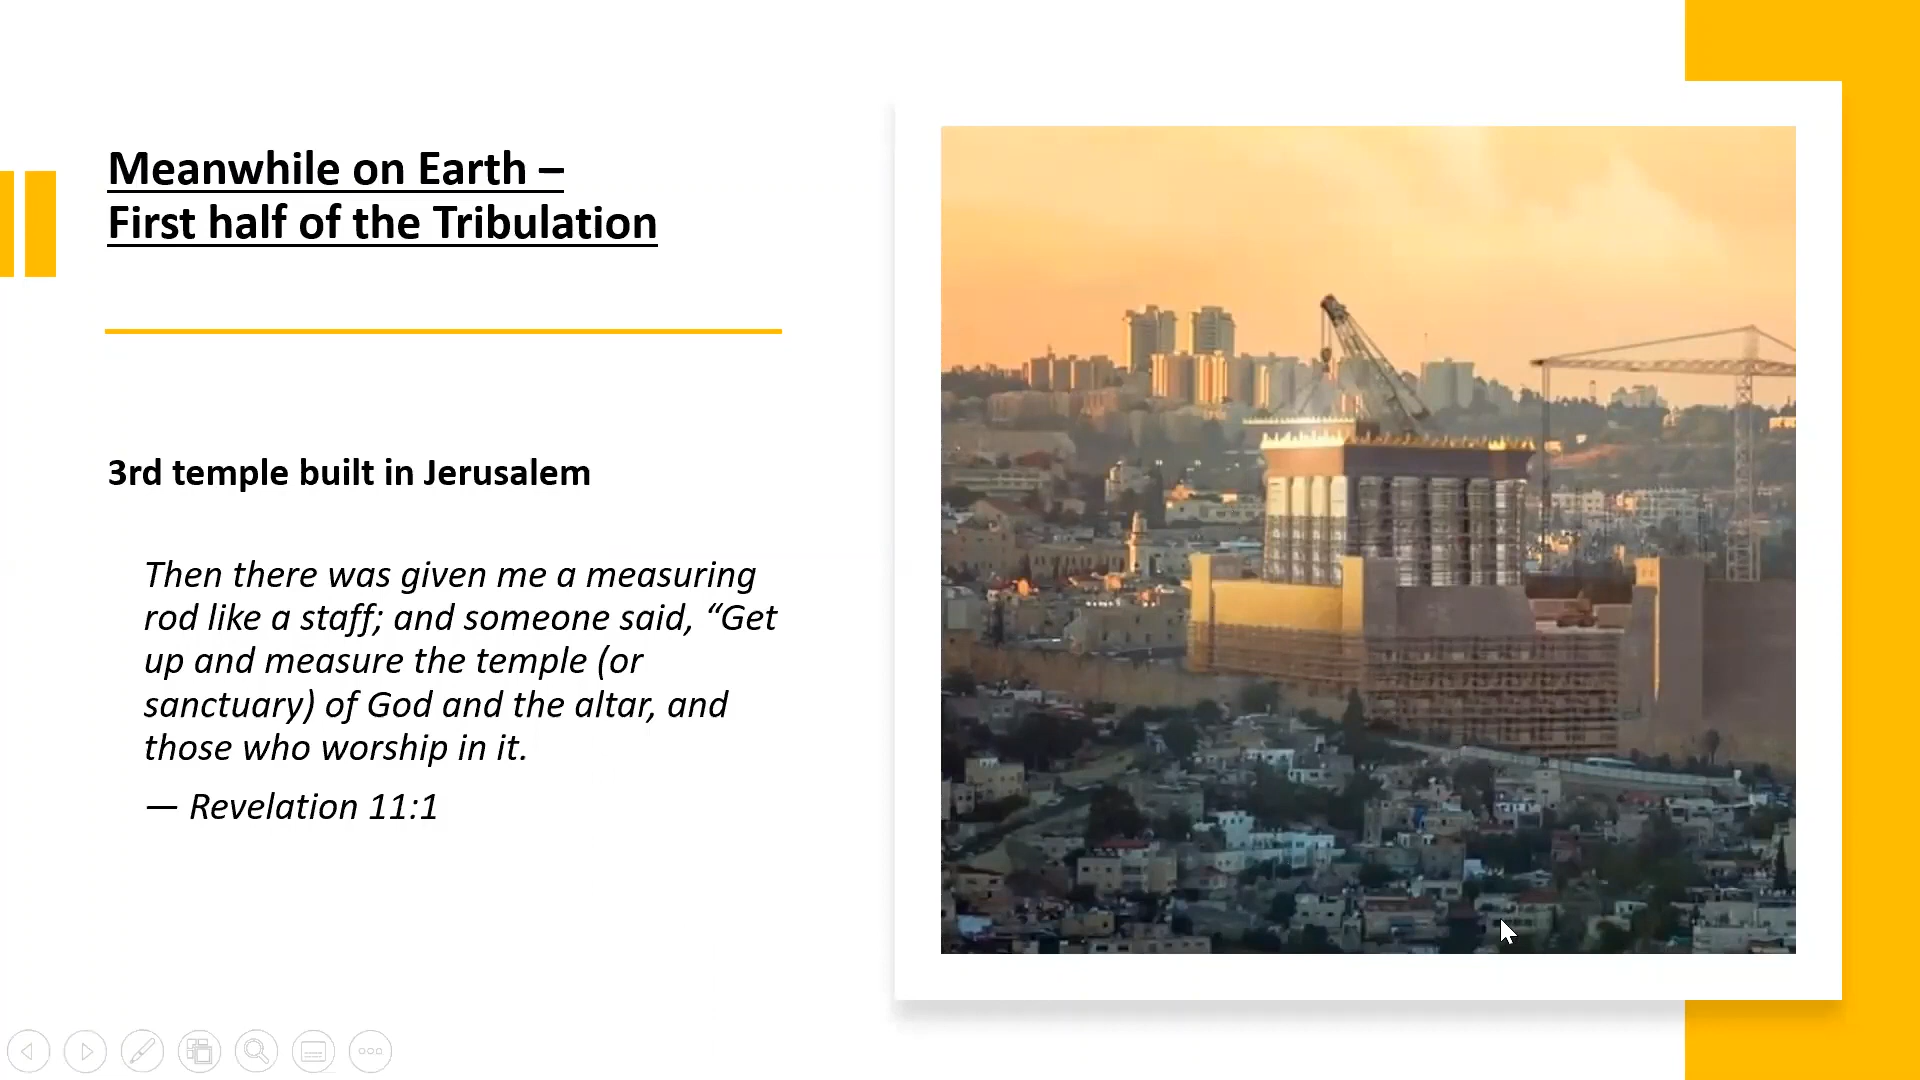 Meanwhile on Earth –
First half of the Tribulation
3rd temple built in Jerusalem
Then there was given me a measuring
rod like a staff; and someone said, “Get
up and measure the temple (or
sanctuary) of God and the altar, and
those who worship in it.
— Revelation 11:1